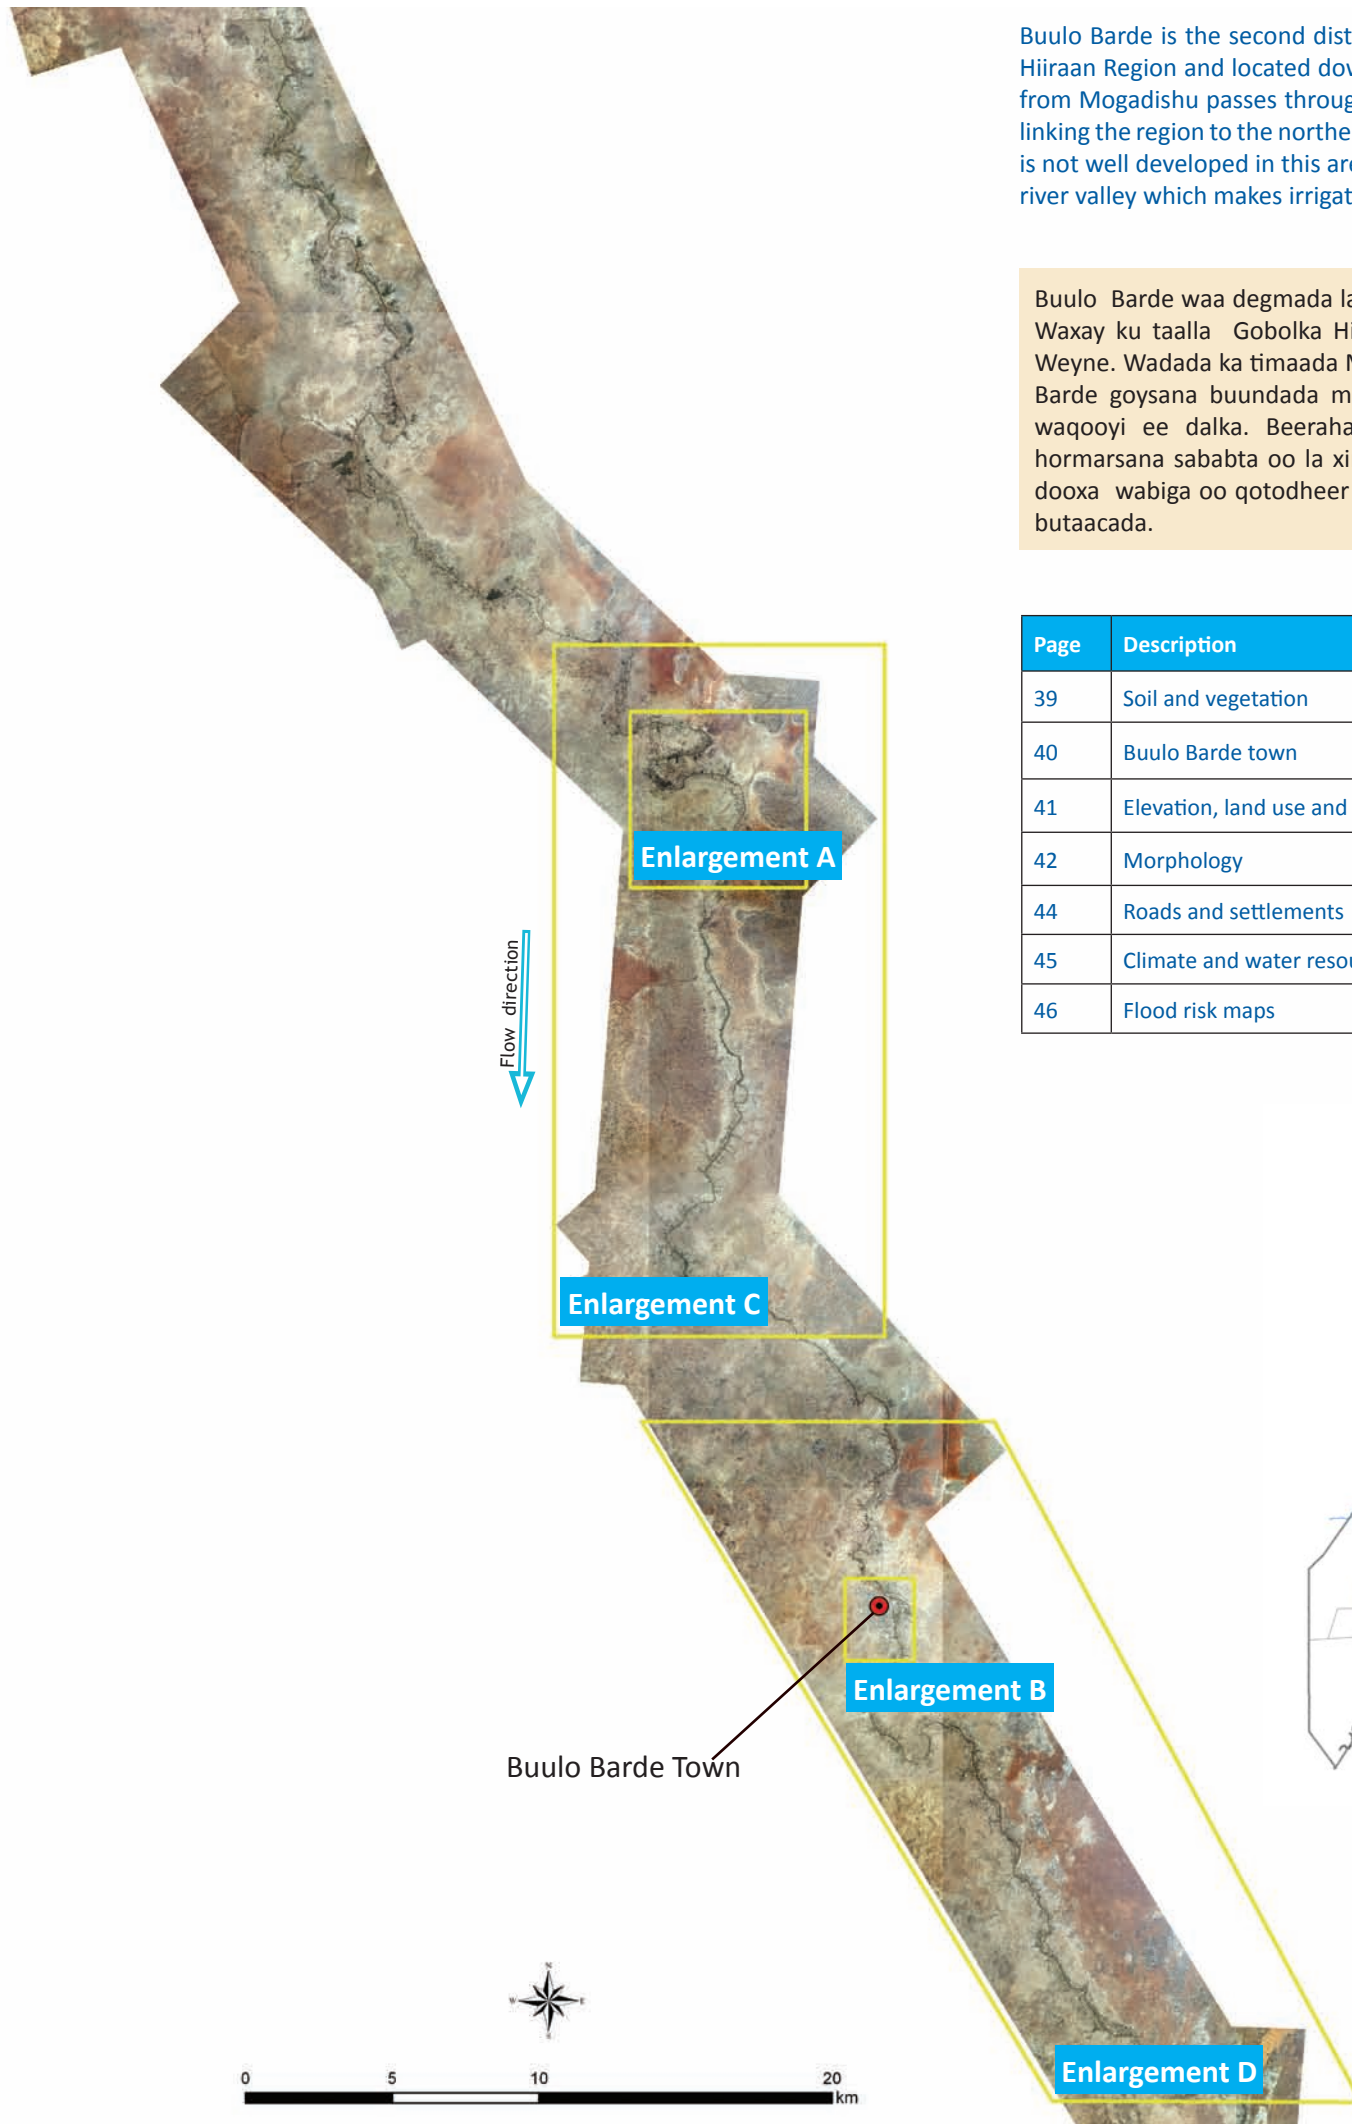 Buulo Barde is the second dist
Hiiraan Region and located dov
from Mogadishu passes throug
linking the region to the northe
is not well developed in this are
river valley which makes irrigat
Buulo Barde waa degmada la
Waxay ku taalla Gobolka Hi
Weyne. Wadada ka timaada M
Barde goysana buundada m
waqooyi ee dalka. Beeraha
hormarsana sababta oo la xi
dooxa wabiga oo qotodheer
butaacada.
Page Description
39 Soil and vegetation
40 Buulo Barde town
41 Elevation, land use and
42 Morphology
44 Roads and settlements
45 Climate and water resou
46 Flood risk maps
Enlargement A
Flow direction
Enlargement C
Enlargement B
Buulo Barde Town
N
W E
S
Enlargement D
0 5 10 20
km